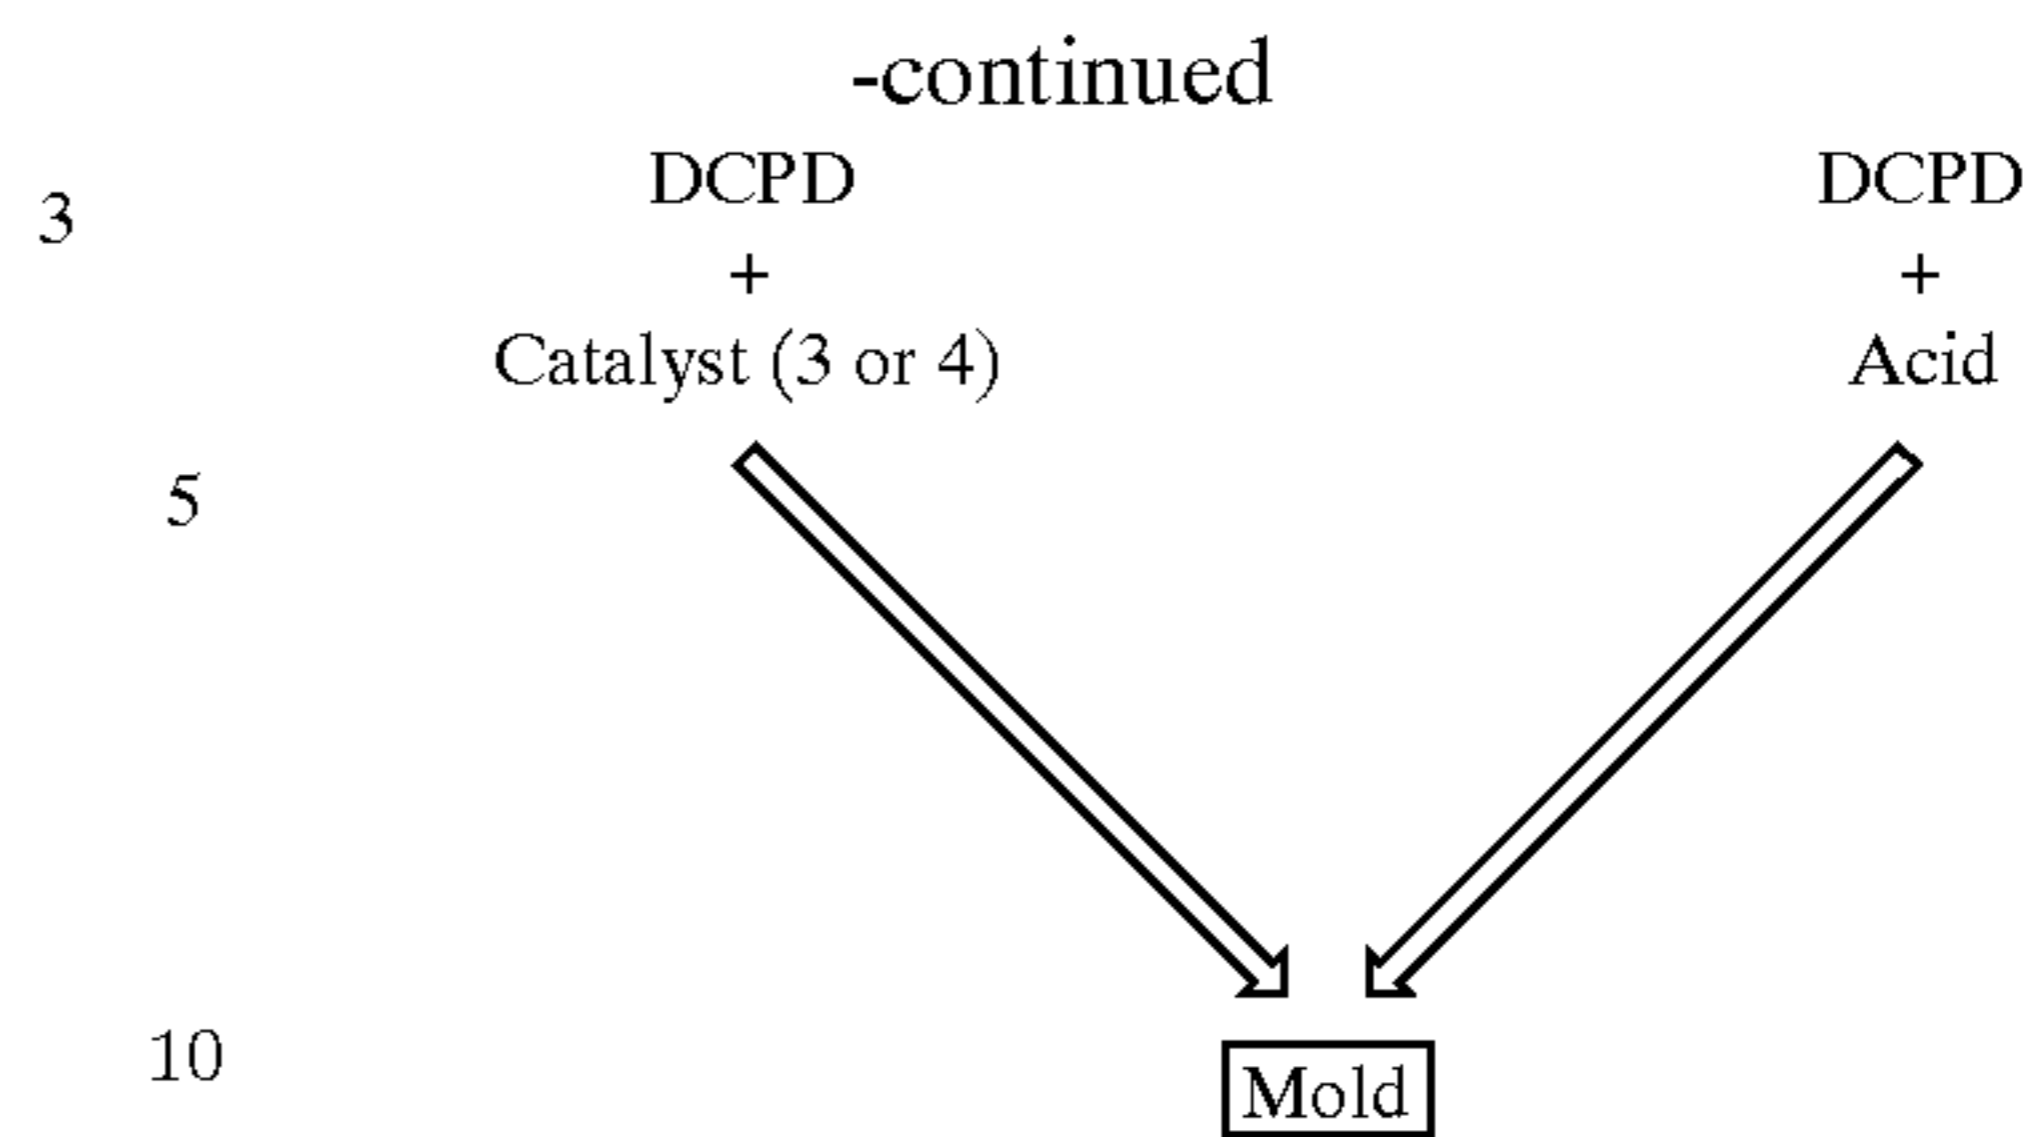 -continued
DCPD DCPD
3
+ +
Catalyst (3 or 4) Acid
5
10
Mold